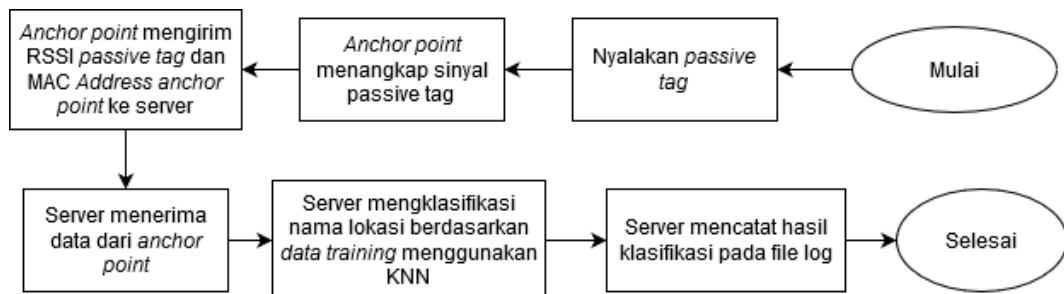 Mulai
Nyalakan passive
tag
Anchor point
menangkap sinyal
passive tag
Anchor point mengirim
RSSI passive tag dan
MAC Address anchor
point ke server
Server menerima
data dari anchor
point
Server mengklasifikasi
nama lokasi berdasarkan
data training menggunakan
KNN
Server mencatat hasil
klasifikasi pada file log
Selesai